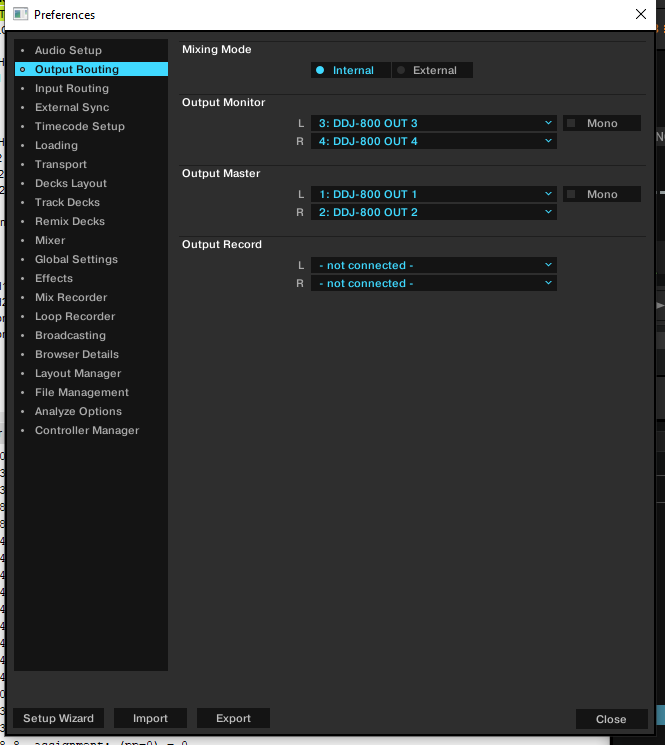 Preferences
Audio Setup
Output Routing
Input Routing
External Sync
Timecode Setup
Loading
Transport
Decks Layout
Track Decks
Remix Decks
Mixer
Global Settings
Effects
Mix Recorder
Loop Recorder
Broadcasting
Browser Details
Layout Manager
File Management
Analyze Options
Controller Manager
Mixing Mode
Internal External
Output Monitor
L 3: DDJ-800 OUT 3 Mono
R 4: DDJ-800 OUT 4
Output Master
L 1: DDJ-800 OUT 1 Mono
R 2: DDJ-800 OUT 2
Output Record
L - not connected -
R - not connected -
Setup Wizard Import Export Close